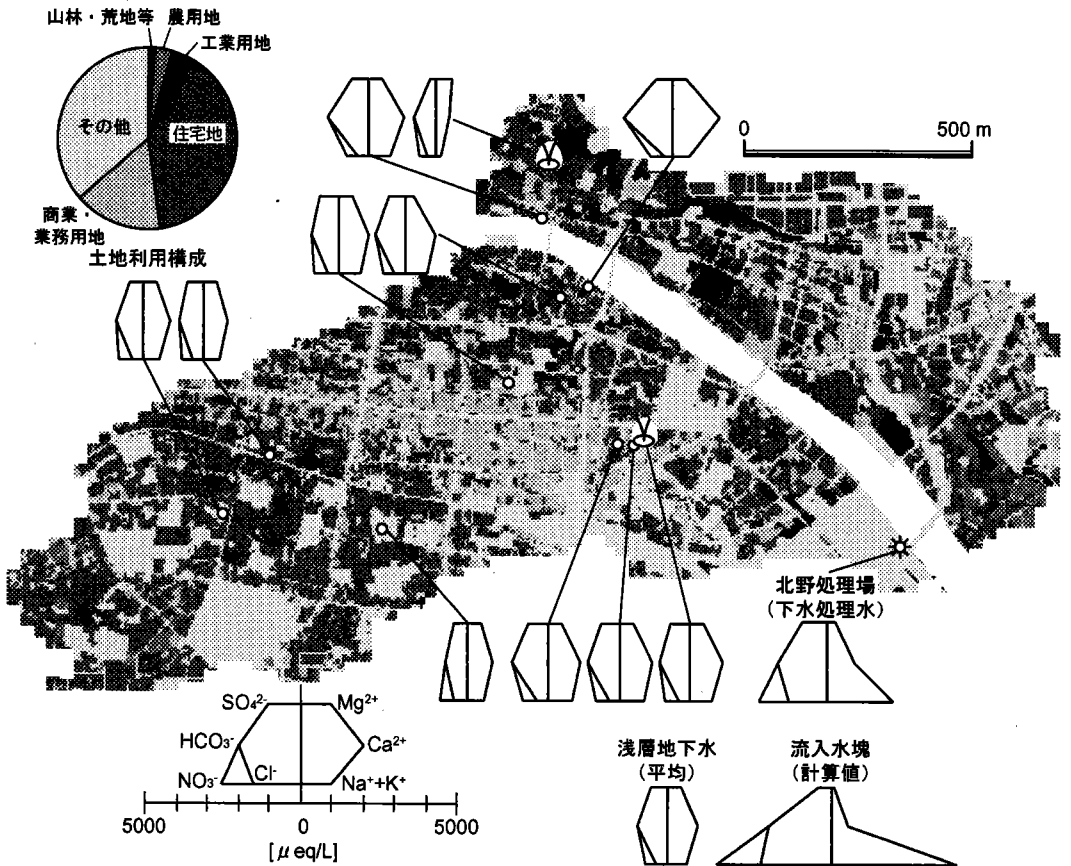 山林・荒地等 農用地
工業用地
その他
住宅地
商業・
業務用地
土地利用構成
0 500 m
北野処理場
(下水処理水)
SO₄²⁻ Mg²⁺
HCO₃⁻ Ca²⁺
NO₃⁻ Cl⁻ Na⁺+K⁺
5000 0 5000
[μeq/L]
浅層地下水
(平均)
流入水塊
(計算値)